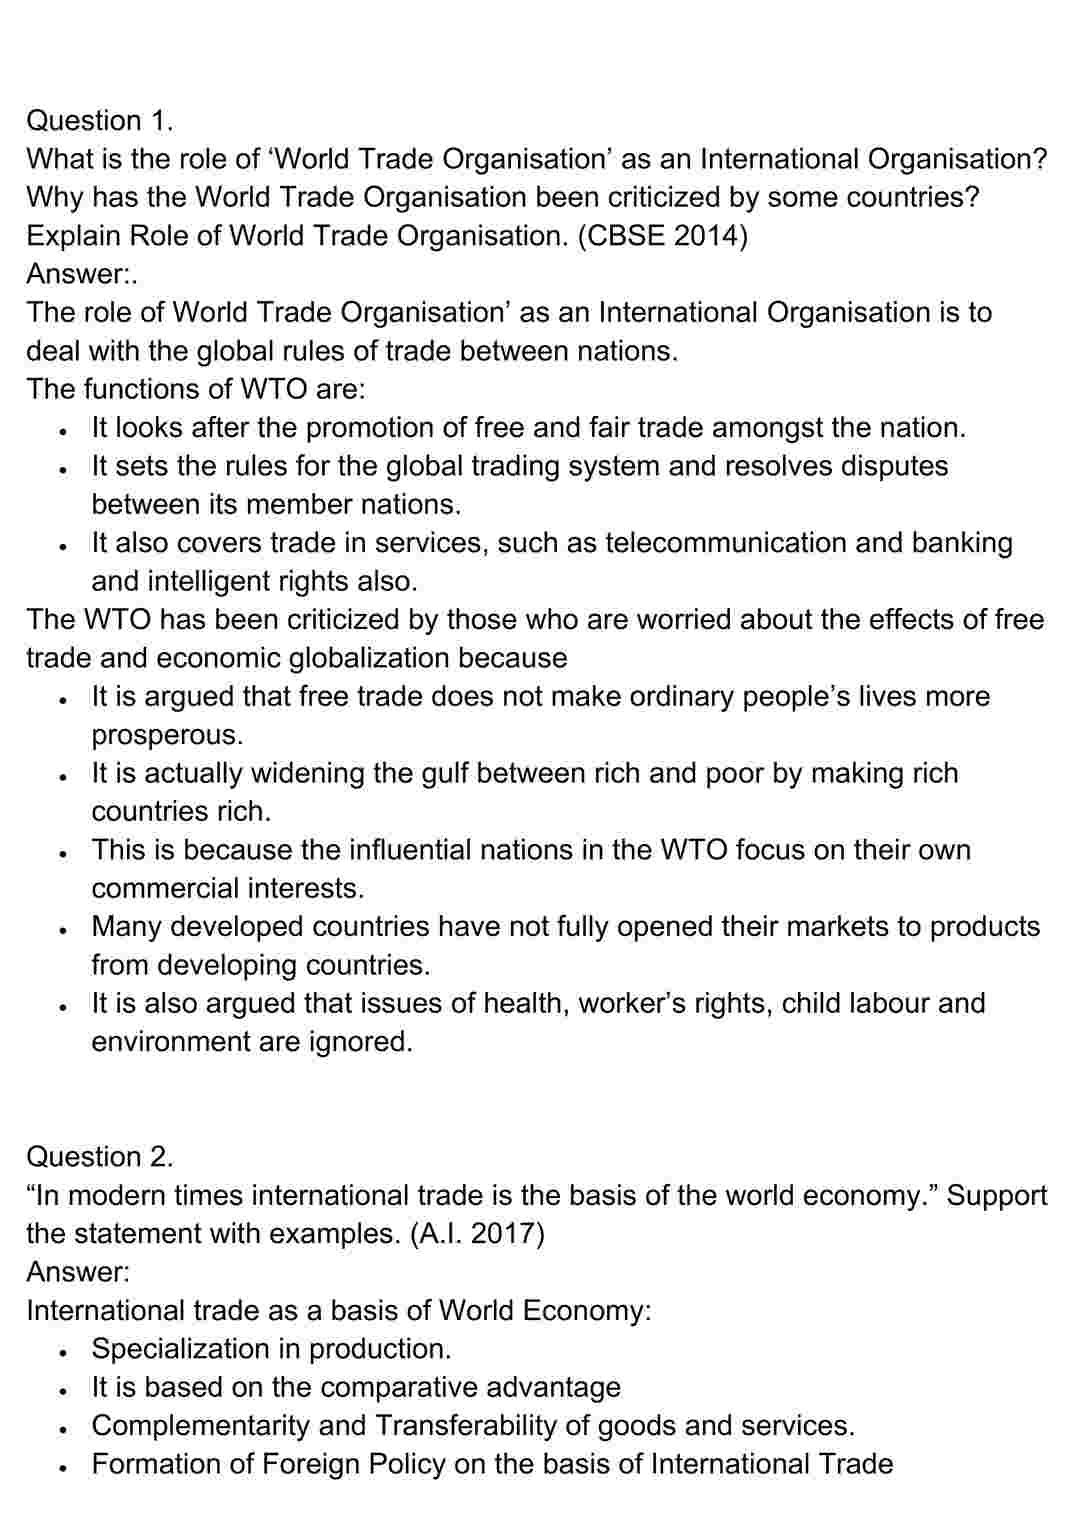 Question 1.
What is the role of ‘World Trade Organisation’ as an International Organisation?
Why has the World Trade Organisation been criticized by some countries?
Explain Role of World Trade Organisation. (CBSE 2014)
Answer:.
The role of World Trade Organisation’ as an International Organisation is to
deal with the global rules of trade between nations.
The functions of WTO are:
• It looks after the promotion of free and fair trade amongst the nation.
• It sets the rules for the global trading system and resolves disputes
between its member nations.
• It also covers trade in services, such as telecommunication and banking
and intelligent rights also.
The WTO has been criticized by those who are worried about the effects of free
trade and economic globalization because
• It is argued that free trade does not make ordinary people’s lives more
prosperous.
• It is actually widening the gulf between rich and poor by making rich
countries rich.
• This is because the influential nations in the WTO focus on their own
commercial interests.
• Many developed countries have not fully opened their markets to products
from developing countries.
• It is also argued that issues of health, worker’s rights, child labour and
environment are ignored.
Question 2.
“In modern times international trade is the basis of the world economy.” Support
the statement with examples. (A.I. 2017)
Answer:
International trade as a basis of World Economy:
• Specialization in production.
• It is based on the comparative advantage
• Complementarity and Transferability of goods and services.
• Formation of Foreign Policy on the basis of International Trade